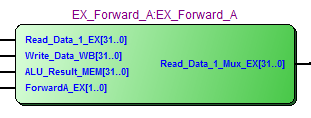 EX_Forward_A:EX_Forward_A
Read_Data_1_EX[31..0]
Write_Data_WB[31..0]
ALU_Result_MEM[31..0]
ForwardA_EX[1..0]
Read_Data_1_Mux_EX[31..0]